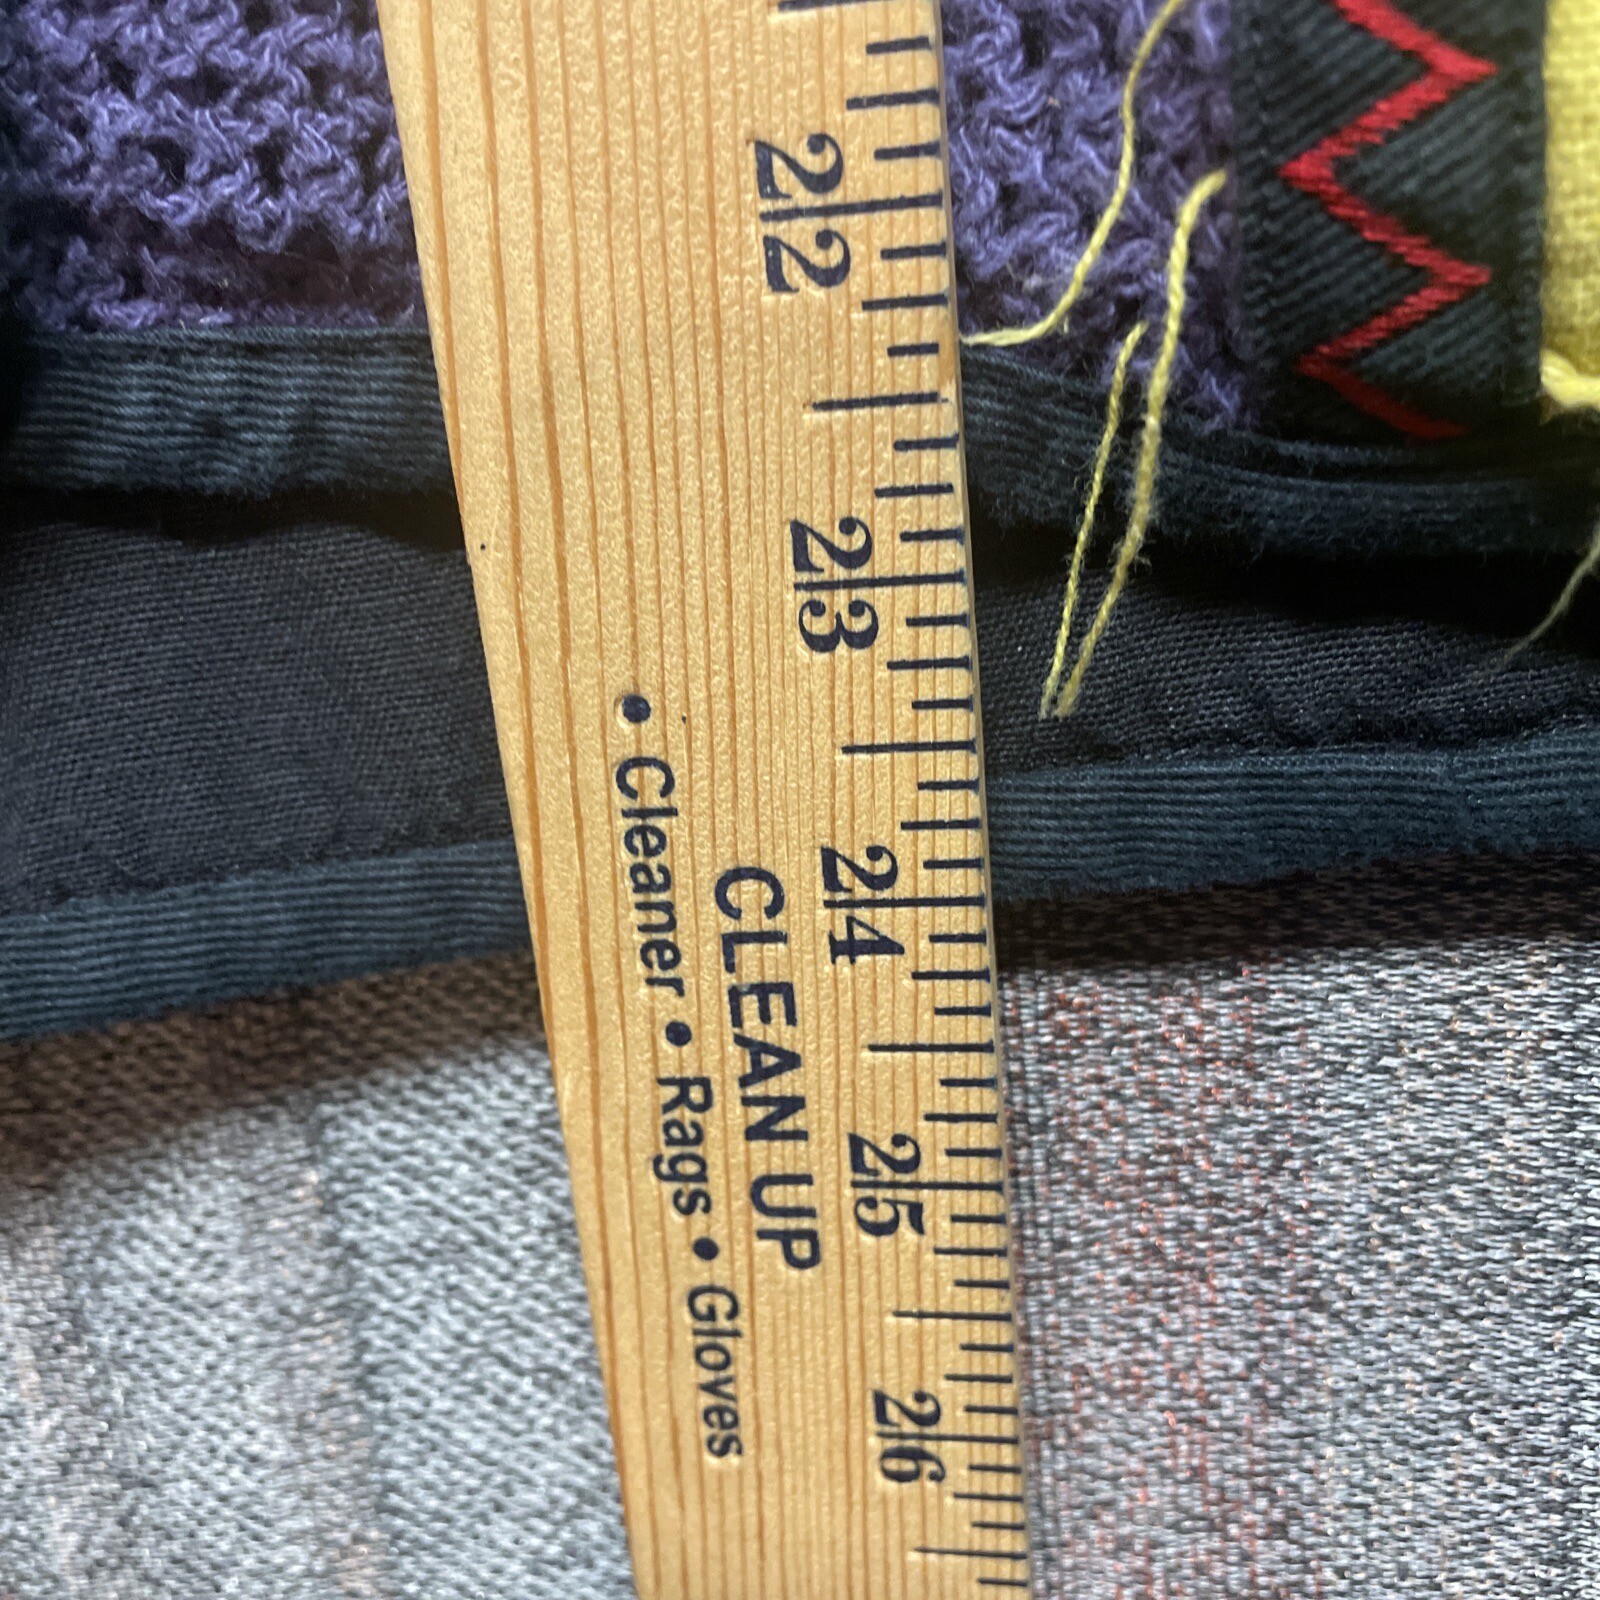 22
23
24
25
26
CLEAN UP
• Cleaner • Rags • Gloves